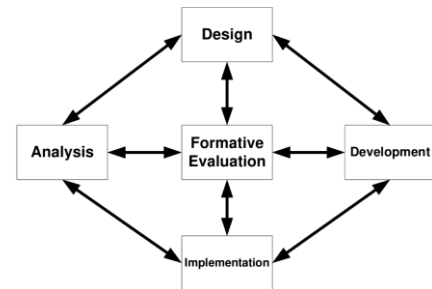 Design
Analysis
Formative
Evaluation
Development
Implementation